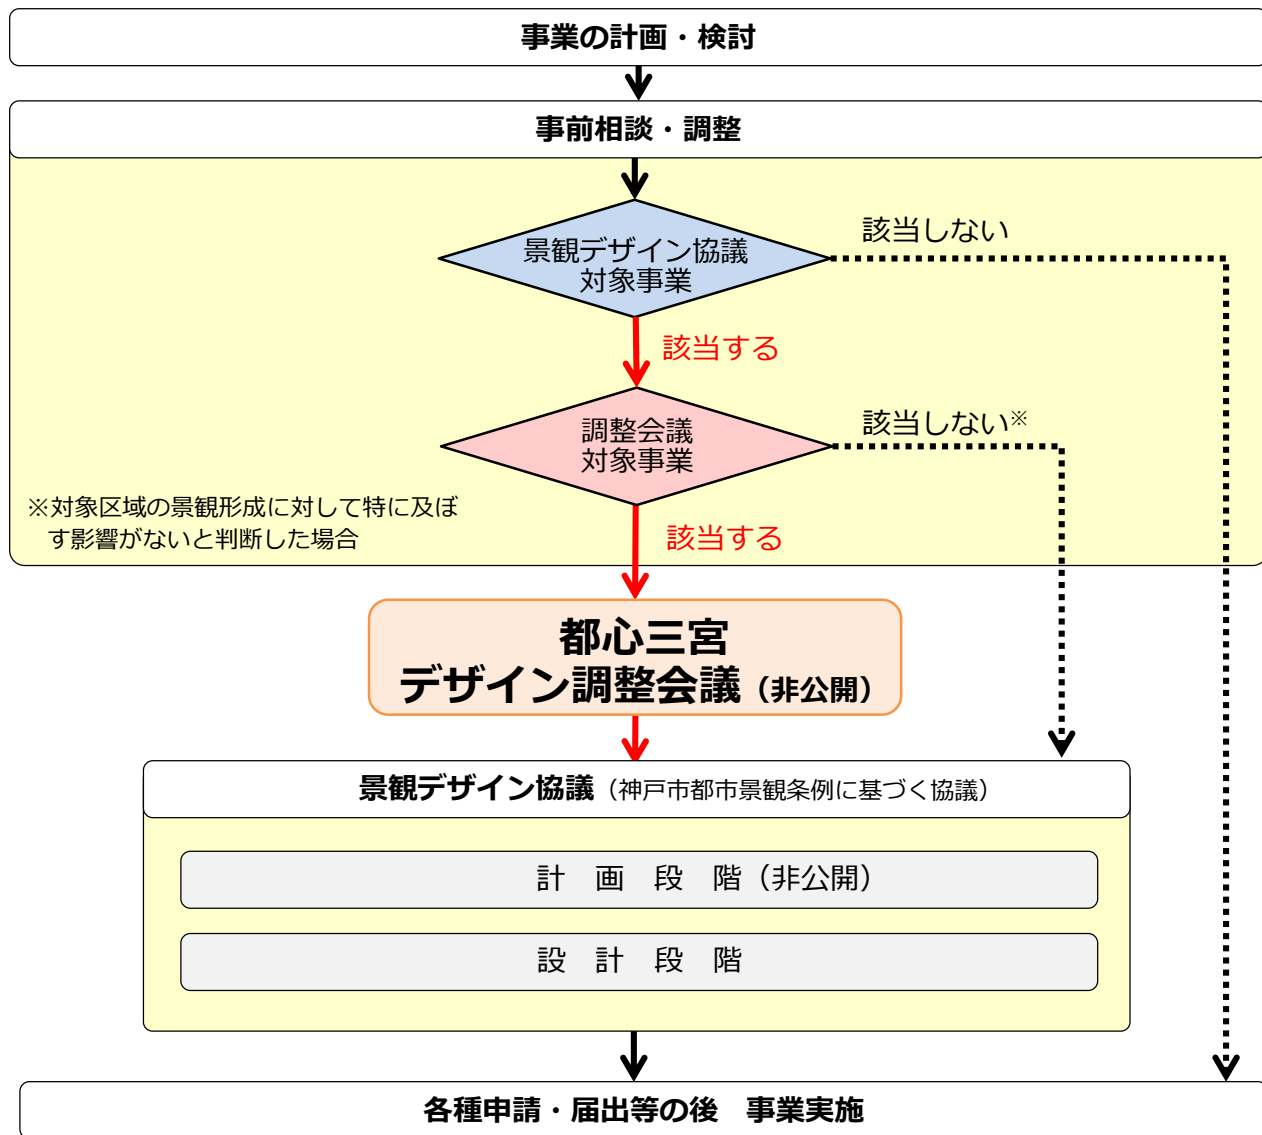 事業の計画・検討
事前相談・調整
景観デザイン協議
対象事業
該当しない
該当する
調整会議
対象事業
該当しない※
※対象区域の景観形成に対して特に及ぼ
す影響がないと判断した場合
該当する
都心三宮
デザイン調整会議（非公開）
景観デザイン協議（神戸市都市景観条例に基づく協議）
計　画　段　階（非公開）
設　計　段　階
各種申請・届出等の後　事業実施